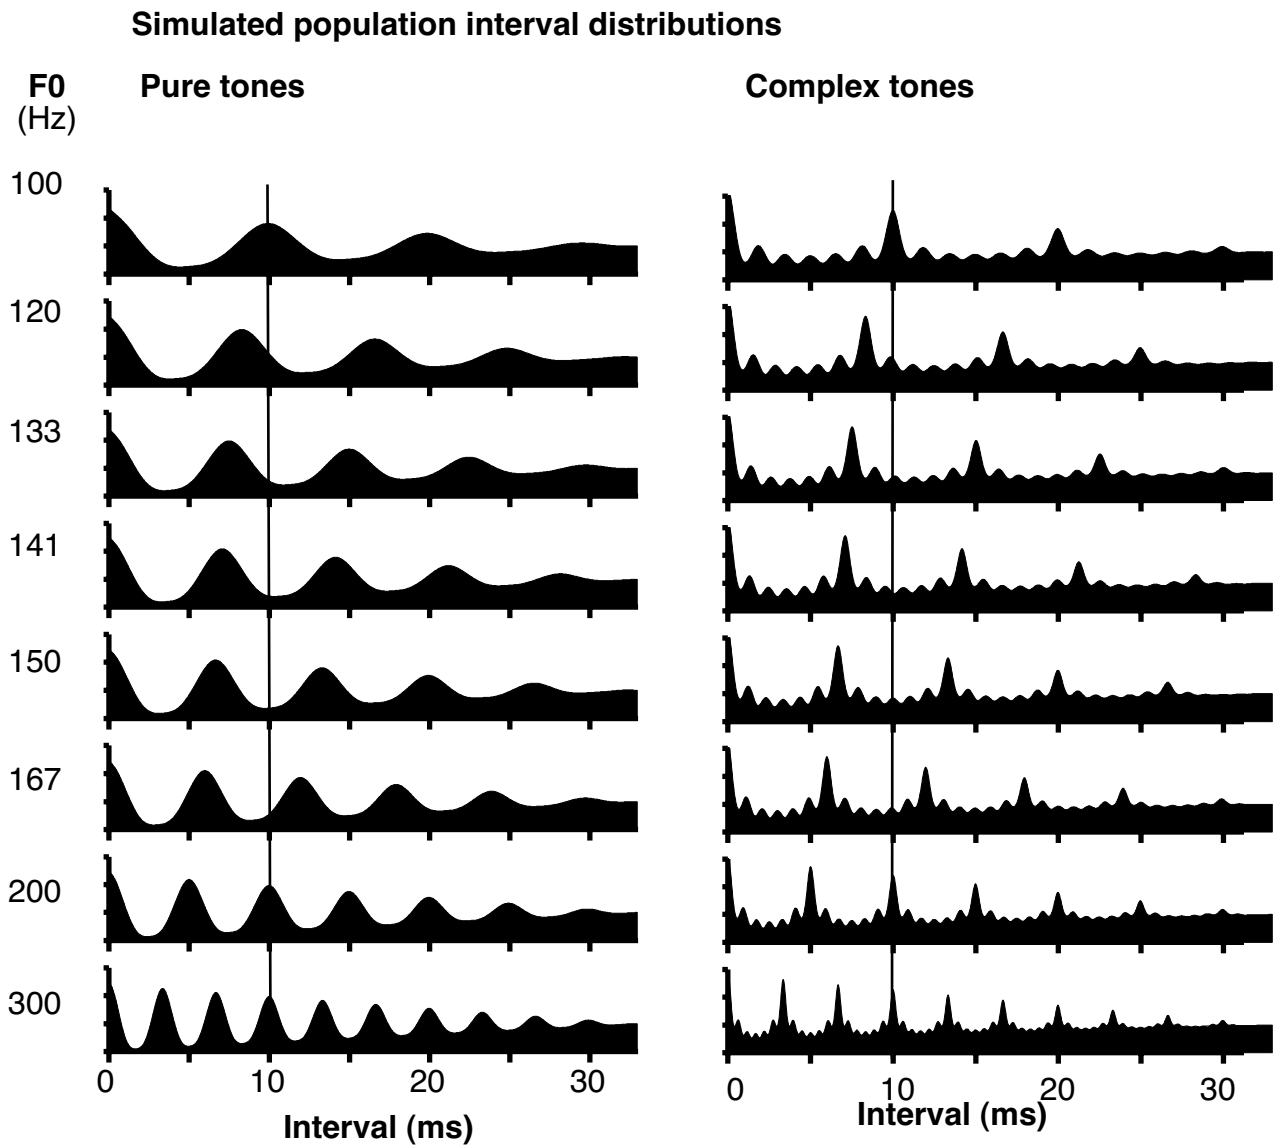 Simulated population interval distributions
F0 Pure tones Complex tones
(Hz)
100
120
133
141
150
167
200
300
0 10 20 30 0 10 20 30
Interval (ms) Interval (ms)